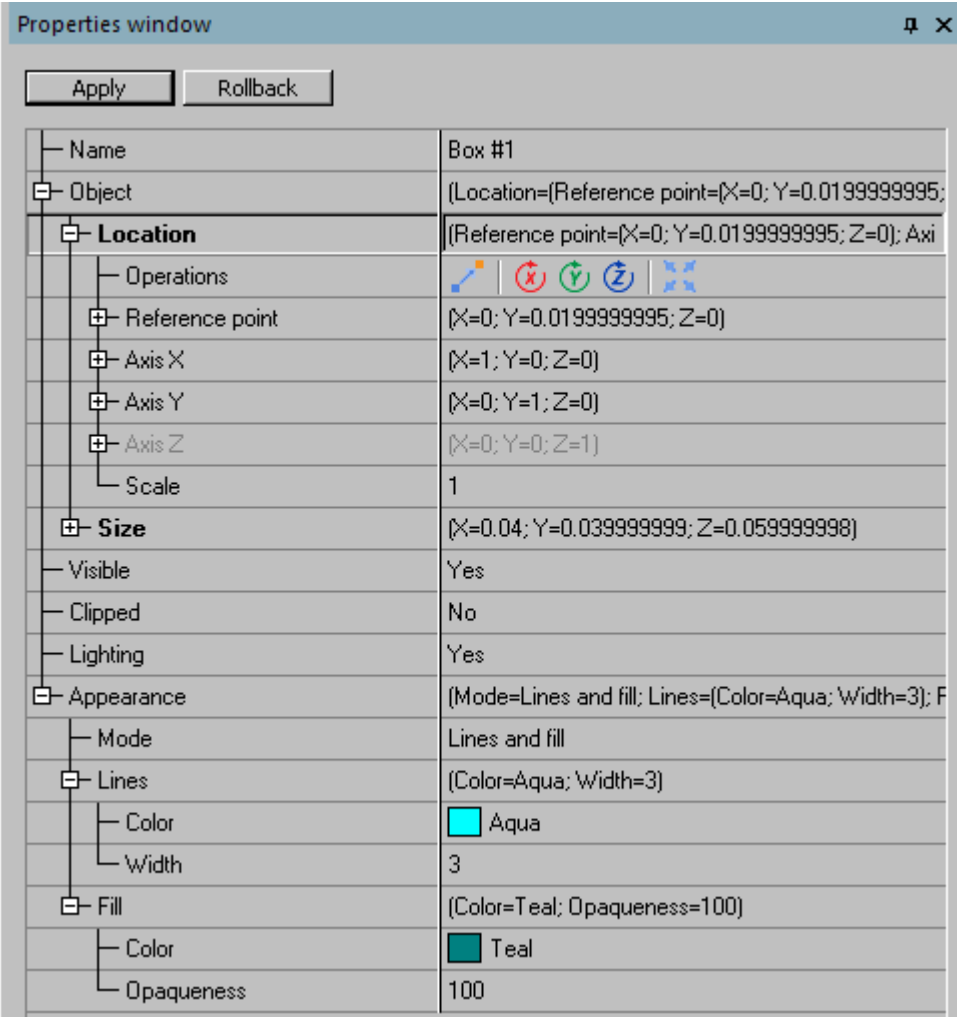 Properties window
Apply Rollback
Name Box #1
Object (Location=(Reference point=(X=0; Y=0.0199999995;
Location (Reference point=(X=0; Y=0.0199999995; Z=0); Axi
Operations X Y Z
Reference point (X=0; Y=0.0199999995; Z=0)
Axis X (X=1; Y=0; Z=0)
Axis Y (X=0; Y=1; Z=0)
Axis Z (X=0; Y=0; Z=1)
Scale 1
Size (X=0.04; Y=0.039999999; Z=0.059999998)
Visible Yes
Clipped No
Lighting Yes
Appearance (Mode=Lines and fill; Lines=(Color=Aqua; Width=3); F
Mode Lines and fill
Lines (Color=Aqua; Width=3)
Color Aqua
Width 3
Fill (Color=Teal; Opaqueness=100)
Color Teal
Opaqueness 100